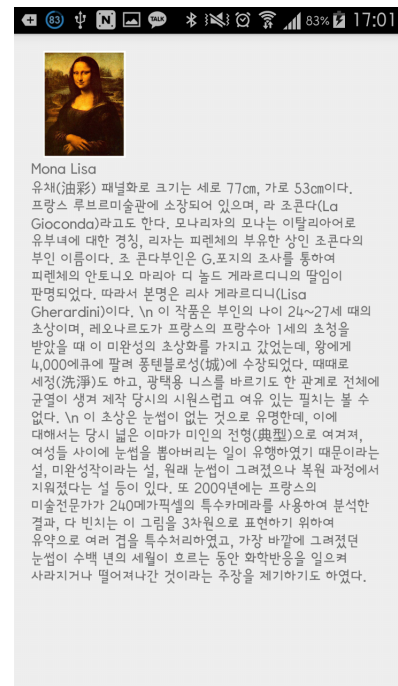 83 N TALK 83% 17:01
Mona Lisa
유채(油彩) 패널화로 크기는 세로 77㎝, 가로 53㎝이다.
프랑스 루브르미술관에 소장되어 있으며, 라 조콘다(La
Gioconda)라고도 한다. 모나리자의 모나는 이탈리아어로
유부녀에 대한 경칭, 리자는 피렌체의 부유한 상인 조콘다의
부인 이름이다. 조 콘다부인은 G.포지의 조사를 통하여
피렌체의 안토니오 마리아 디 놀드 게라르디니의 딸임이
판명되었다. 따라서 본명은 리사 게라르디니(Lisa
Gherardini)이다. \n 이 작품은 부인의 나이 24~27세 때의
초상이며, 레오나르도가 프랑스의 프랑수아 1세의 초청을
받았을 때 이 미완성의 초상화를 가지고 갔었는데, 왕에게
4,000에큐에 팔려 퐁텐블로성(城)에 수장되었다. 때때로
세정(洗淨)도 하고, 광택용 니스를 바르기도 한 관계로 전체에
균열이 생겨 제작 당시의 시원스럽고 여유 있는 필치는 볼 수
없다. \n 이 초상은 눈썹이 없는 것으로 유명한데, 이에
대해서는 당시 넓은 이마가 미인의 전형(典型)으로 여겨져,
여성들 사이에 눈썹을 뽑아버리는 일이 유행하였기 때문이라는
설, 미완성작이라는 설, 원래 눈썹이 그려졌으나 복원 과정에서
지워졌다는 설 등이 있다. 또 2009년에는 프랑스의
미술전문가가 240메가픽셀의 특수카메라를 사용하여 분석한
결과, 다 빈치는 이 그림을 3차원으로 표현하기 위하여
유약으로 여러 겹을 특수처리하였고, 가장 바깥에 그려졌던
눈썹이 수백 년의 세월이 흐르는 동안 화학반응을 일으켜
사라지거나 떨어져나간 것이라는 주장을 제기하기도 하였다.